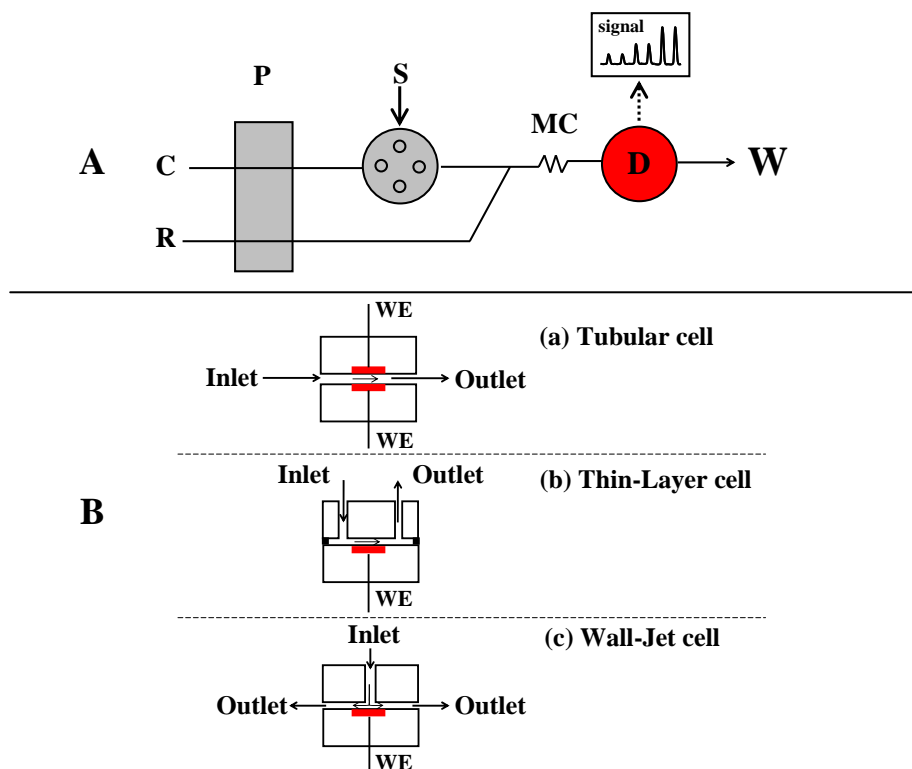 signal
P
S
MC
A
C
D
W
R
WE
(a) Tubular cell
Inlet
Outlet
WE
Inlet
Outlet
(b) Thin-Layer cell
B
WE
(c) Wall-Jet cell
Inlet
Outlet
Outlet
WE